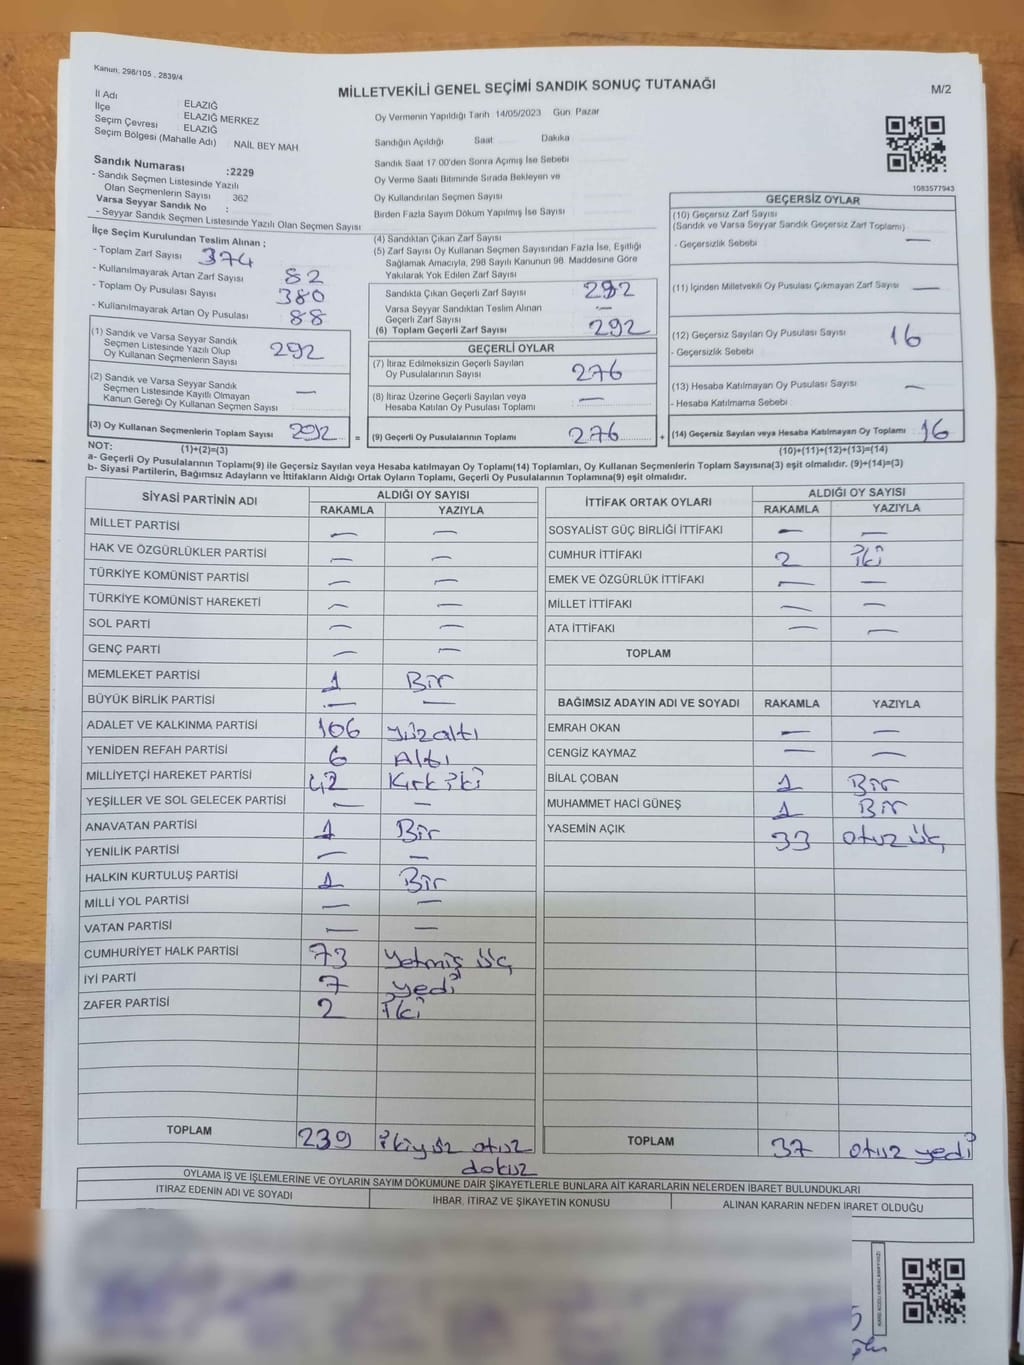 Kanun. 298/105 . 2839/4
MİLLETVEKİLİ GENEL SEÇİMİ SANDIK SONUÇ TUTANAĞI
M/2
İl Adı ELAZIĞ
İlçe ELAZIĞ MERKEZ
Seçim Çevresi ELAZIĞ
Seçim Bölgesi (Mahalle Adı) NAİL BEY MAH
Sandık Numarası :2229
- Sandık Seçmen Listesinde Yazılı
Olan Seçmenlerin Sayısı 362
Varsa Seyyar Sandık No :
- Seyyar Sandık Seçmen Listesinde Yazılı Olan Seçmen Sayısı
Oy Vermenin Yapıldığı Tarih 14/05/2023 Gün Pazar
Sandığın Açıldığı Saat Dakika
Sandık Saat 17 00'den Sonra Açımış İse Sebebi
Oy Verme Saati Bitiminde Sırada Bekleyen ve
Oy Kullandırılan Seçmen Sayısı
Birden Fazla Sayım Döküm Yapılmış İse Sayısı
1083577943
İlçe Seçim Kurulundan Teslim Alınan ;
- Toplam Zarf Sayısı 374
- Kullanılmayarak Artan Zarf Sayısı 82
- Toplam Oy Pusulası Sayısı 380
- Kullanılmayarak Artan Oy Pusulası 88
(1) Sandık ve Varsa Seyyar Sandık
Seçmen Listesinde Yazılı Olup
Oy Kullanan Seçmenlerin Sayısı 292
(2) Sandık ve Varsa Seyyar Sandık
Seçmen Listesinde Kayıtlı Olmayan
Kanun Gereği Oy Kullanan Seçmen Sayısı —
(3) Oy Kullanan Seçmenlerin Toplam Sayısı 292 =
(4) Sandıktan Çıkan Zarf Sayısı
(5) Zarf Sayısı Oy Kullanan Seçmen Sayısından Fazla İse, Eşitliği
Sağlamak Amacıyla, 298 Sayılı Kanunun 98. Maddesine Göre
Yakılarak Yok Edilen Zarf Sayısı
Sandıkta Çıkan Geçerli Zarf Sayısı 292
Varsa Seyyar Sandıktan Teslim Alınan
Geçerli Zarf Sayısı —
(6) Toplam Geçerli Zarf Sayısı 292
GEÇERLİ OYLAR
(7) İtiraz Edilmeksizin Geçerli Sayılan
Oy Pusulalarının Sayısı 276
(8) İtiraz Üzerine Geçerli Sayılan veya
Hesaba Katılan Oy Pusulası Toplamı —
(9) Geçerli Oy Pusulalarının Toplamı 276 +
GEÇERSİZ OYLAR
(10) Geçersiz Zarf Sayısı
(Sandık ve Varsa Seyyar Sandık Geçersiz Zarf Toplamı)
- Geçersizlik Sebebi —
(11) İçinden Milletvekili Oy Pusulası Çıkmayan Zarf Sayısı —
(12) Geçersiz Sayılan Oy Pusulası Sayısı 16
- Geçersizlik Sebebi
(13) Hesaba Katılmayan Oy Pusulası Sayısı —
- Hesaba Katılmama Sebebi :
(14) Geçersiz Sayılan veya Hesaba Katılmayan Oy Toplamı 16
NOT: (1)+(2)=(3) (10)+(11)+(12)+(13)=(14)
a- Geçerli Oy Pusulalarının Toplamı(9) ile Geçersiz Sayılan veya Hesaba katılmayan Oy Toplamı(14) Toplamları, Oy Kullanan Seçmenlerin Toplam Sayısına(3) eşit olmalıdır. (9)+(14)=(3)
b- Siyasi Partilerin, Bağımsız Adayların ve İttifakların Aldığı Ortak Oyların Toplamı, Geçerli Oy Pusulalarının Toplamına(9) eşit olmalıdır.
SİYASİ PARTİNİN ADI ALDIĞI OY SAYISI
RAKAMLA YAZIYLA
MİLLET PARTİSİ — —
HAK VE ÖZGÜRLÜKLER PARTİSİ — —
TÜRKİYE KOMÜNİST PARTİSİ — —
TÜRKİYE KOMÜNİST HAREKETİ — —
SOL PARTİ — —
GENÇ PARTİ — —
MEMLEKET PARTİSİ 1 Bir
BÜYÜK BİRLİK PARTİSİ — —
ADALET VE KALKINMA PARTİSİ 106 yüzaltı
YENİDEN REFAH PARTİSİ 6 Altı
MİLLİYETÇİ HAREKET PARTİSİ 42 Kırk iki
YEŞİLLER VE SOL GELECEK PARTİSİ — —
ANAVATAN PARTİSİ 1 Bir
YENİLİK PARTİSİ — —
HALKIN KURTULUŞ PARTİSİ 1 Bir
MİLLİ YOL PARTİSİ — —
VATAN PARTİSİ — —
CUMHURİYET HALK PARTİSİ 73 yetmiş üç
İYİ PARTİ 7 yedi
ZAFER PARTİSİ 2 iki
TOPLAM 239 ikiyüz otuz
dokuz
İTTİFAK ORTAK OYLARI ALDIĞI OY SAYISI
RAKAMLA YAZIYLA
SOSYALİST GÜÇ BİRLİĞİ İTTİFAKI — —
CUMHUR İTTİFAKI 2 iki
EMEK VE ÖZGÜRLÜK İTTİFAKI — —
MİLLET İTTİFAKI — —
ATA İTTİFAKI — —
TOPLAM
BAĞIMSIZ ADAYIN ADI VE SOYADI RAKAMLA YAZIYLA
EMRAH OKAN — —
CENGİZ KAYMAZ — —
BİLAL ÇOBAN 1 Bir
MUHAMMET HACİ GÜNEŞ 1 Bir
YASEMİN AÇIK 33 otuz üç
TOPLAM 37 otuz yedi
OYLAMA İŞ VE İŞLEMLERİNE VE OYLARIN SAYIM DÖKÜMÜNE DAİR ŞİKAYETLERLE BUNLARA AİT KARARLARIN NELERDEN İBARET BULUNDUKLARI
İTİRAZ EDENİN ADI VE SOYADI İHBAR, İTİRAZ VE ŞİKAYETİN KONUSU ALINAN KARARIN NEDEN İBARET OLDUĞU